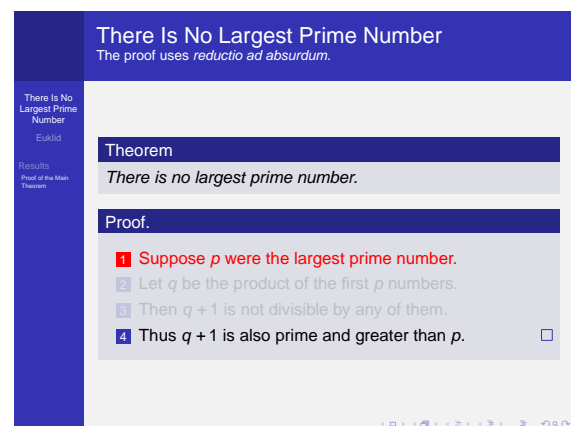 There Is No Largest Prime Number
The proof uses reductio ad absurdum.
There Is No
Largest Prime
Number
Euklid
Results
Proof of the Main
Theorem
Theorem
There is no largest prime number.
Proof.
1 Suppose p were the largest prime number.
2 Let q be the product of the first p numbers.
3 Then q + 1 is not divisible by any of them.
4 Thus q + 1 is also prime and greater than p. □